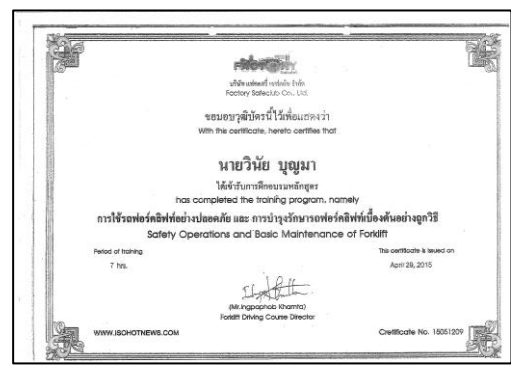 FACTORY
บริษัท แฟคตอรี่ เซฟคลับ จำกัด
Factory Safeclub Co., Ltd.
ขอมอบวุฒิบัตรนี้ไว้เพื่อแสดงว่า
With this certificate, hereto certifies that
นายวินัย บุญมา
ได้เข้ารับการฝึกอบรมหลักสูตร
has completed the training program, namely
การใช้รถฟอร์คลิฟท์อย่างปลอดภัย และ การบำรุงรักษารถฟอร์คลิฟท์เบื้องต้นอย่างถูกวิธี
Safety Operations and Basic Maintenance of Forklift
Period of training
7 hrs.
This certificate is issued on
April 29, 2015
(Mr.Ingpaphob Khamta)
Forklift Driving Course Director
WWW.ISOHOTNEWS.COM
Cretificate No. 15051209